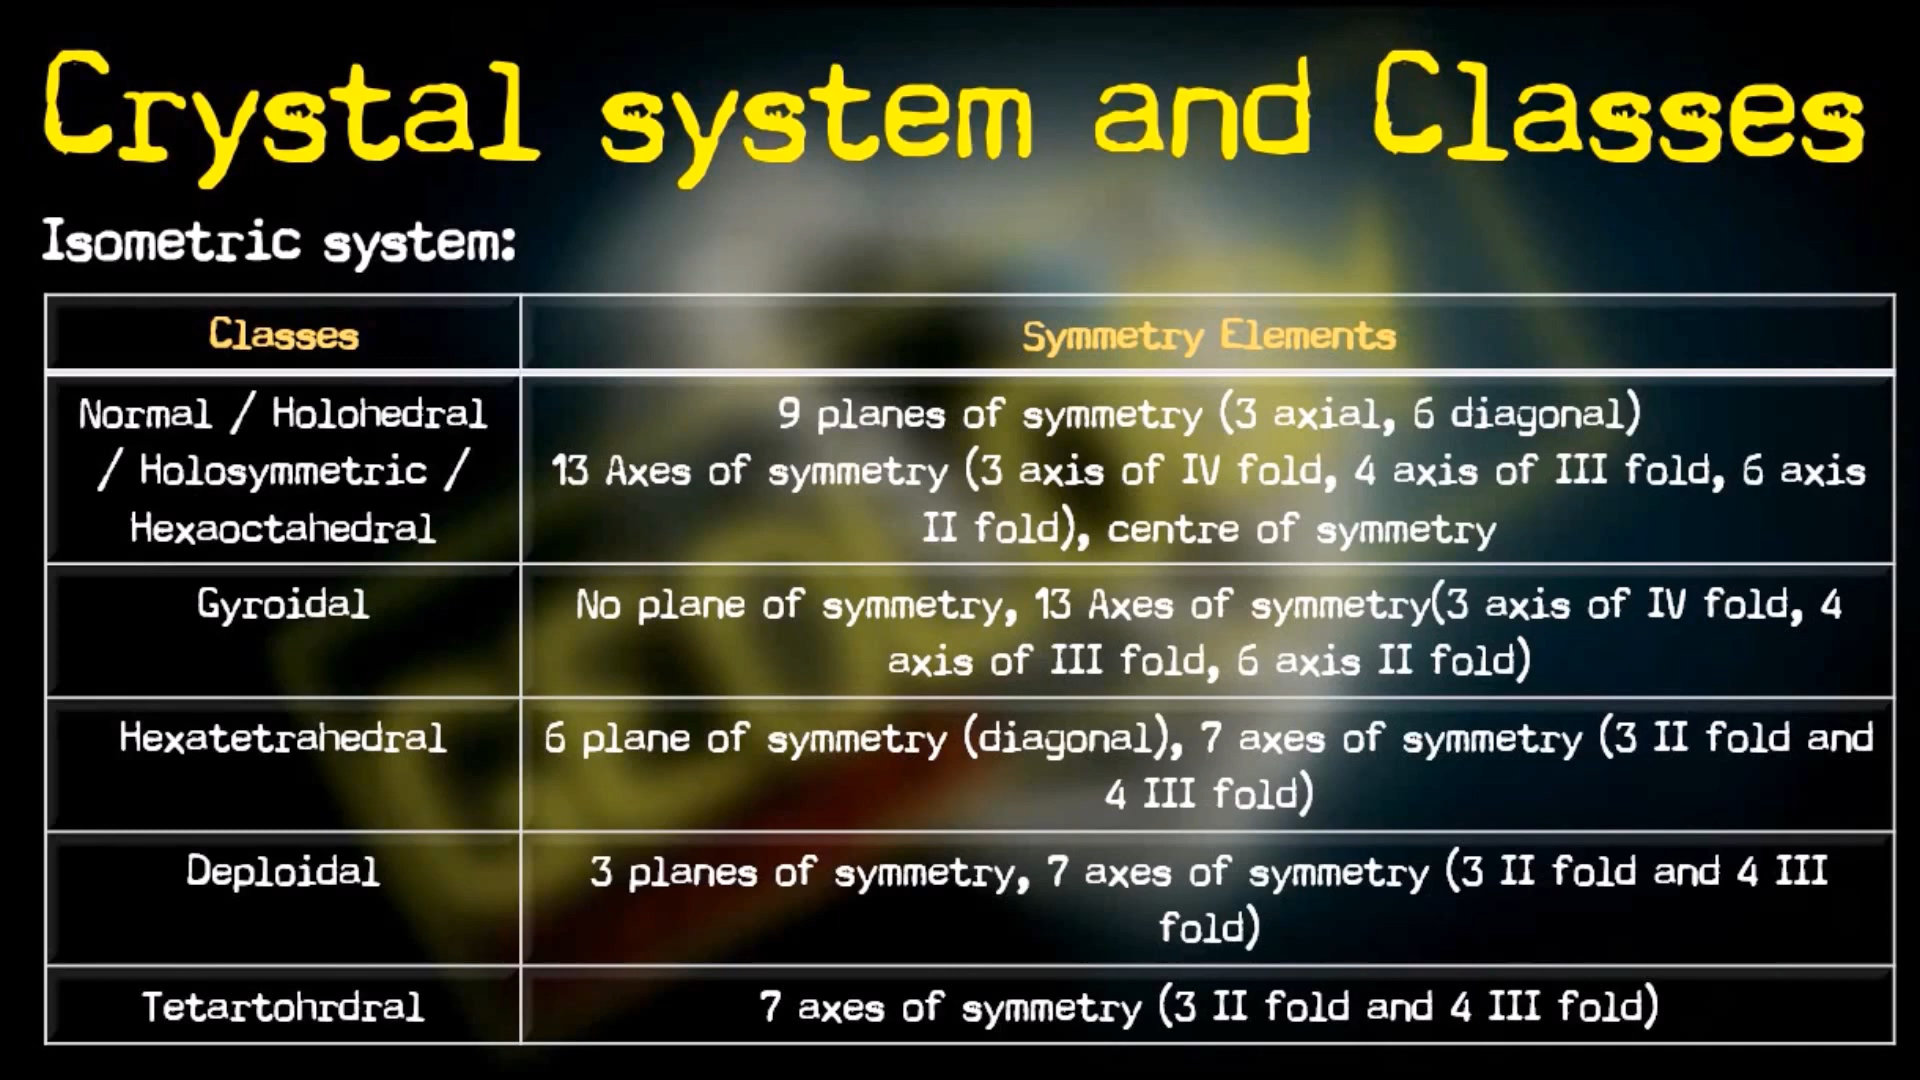 Crystal system and Classes
Isometric system:
Classes
Symmetry Elements
Normal / Holohedral
/ Holosymmetric /
Hexaoctahedral
9 planes of symmetry (3 axial, 6 diagonal)
13 Axes of symmetry (3 axis of IV fold, 4 axis of III fold, 6 axis
II fold), centre of symmetry
Gyroidal
No plane of symmetry, 13 Axes of symmetry(3 axis of IV fold, 4
axis of III fold, 6 axis II fold)
Hexatetrahedral
6 plane of symmetry (diagonal), 7 axes of symmetry (3 II fold and
4 III fold)
Deploidal
3 planes of symmetry, 7 axes of symmetry (3 II fold and 4 III
fold)
Tetartohrdral
7 axes of symmetry (3 II fold and 4 III fold)